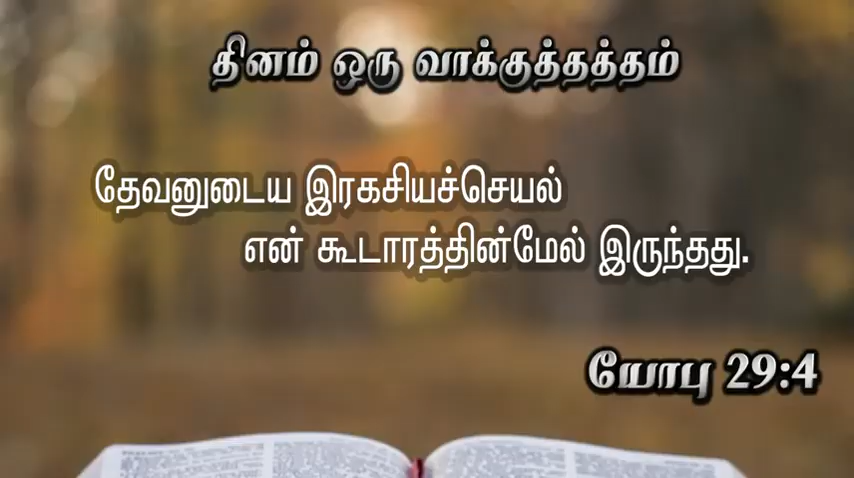 தினம் ஒரு வாக்குத்தத்தம்
தேவனுடைய இரகசியச்செயல்
என் கூடாரத்தின்மேல் இருந்தது.
யோபு 29:4